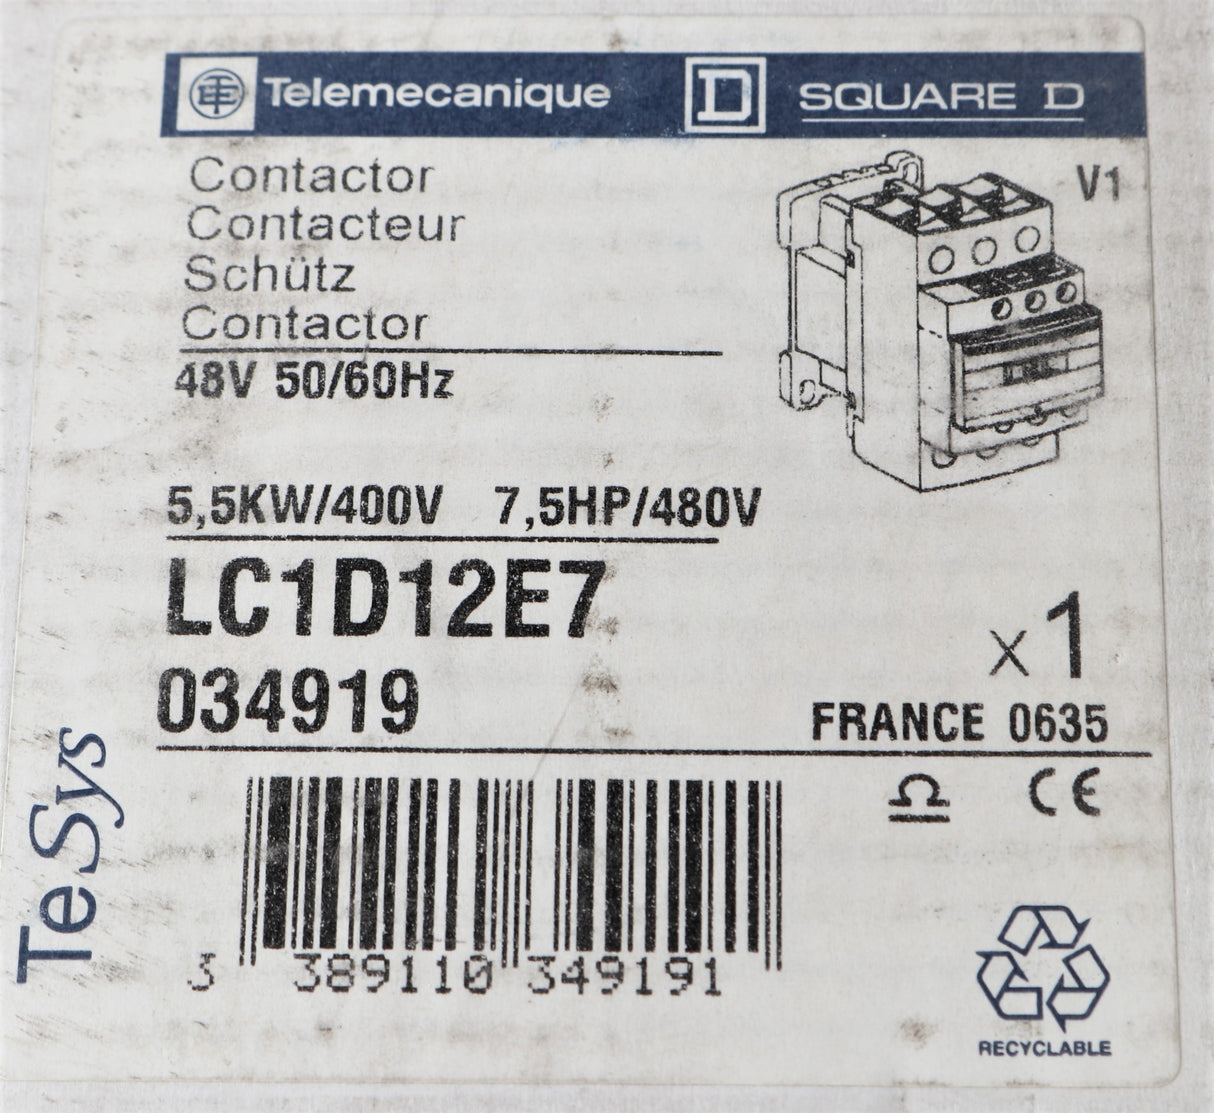 Telemecanique D SQUARE D
Contactor
Contacteur
Schütz
Contactor
V1
48V 50/60Hz
5,5KW/400V 7,5HP/480V
LC1D12E7
x1
034919
FRANCE 0635
CE
TeSys
3 389110 349191
RECYCLABLE